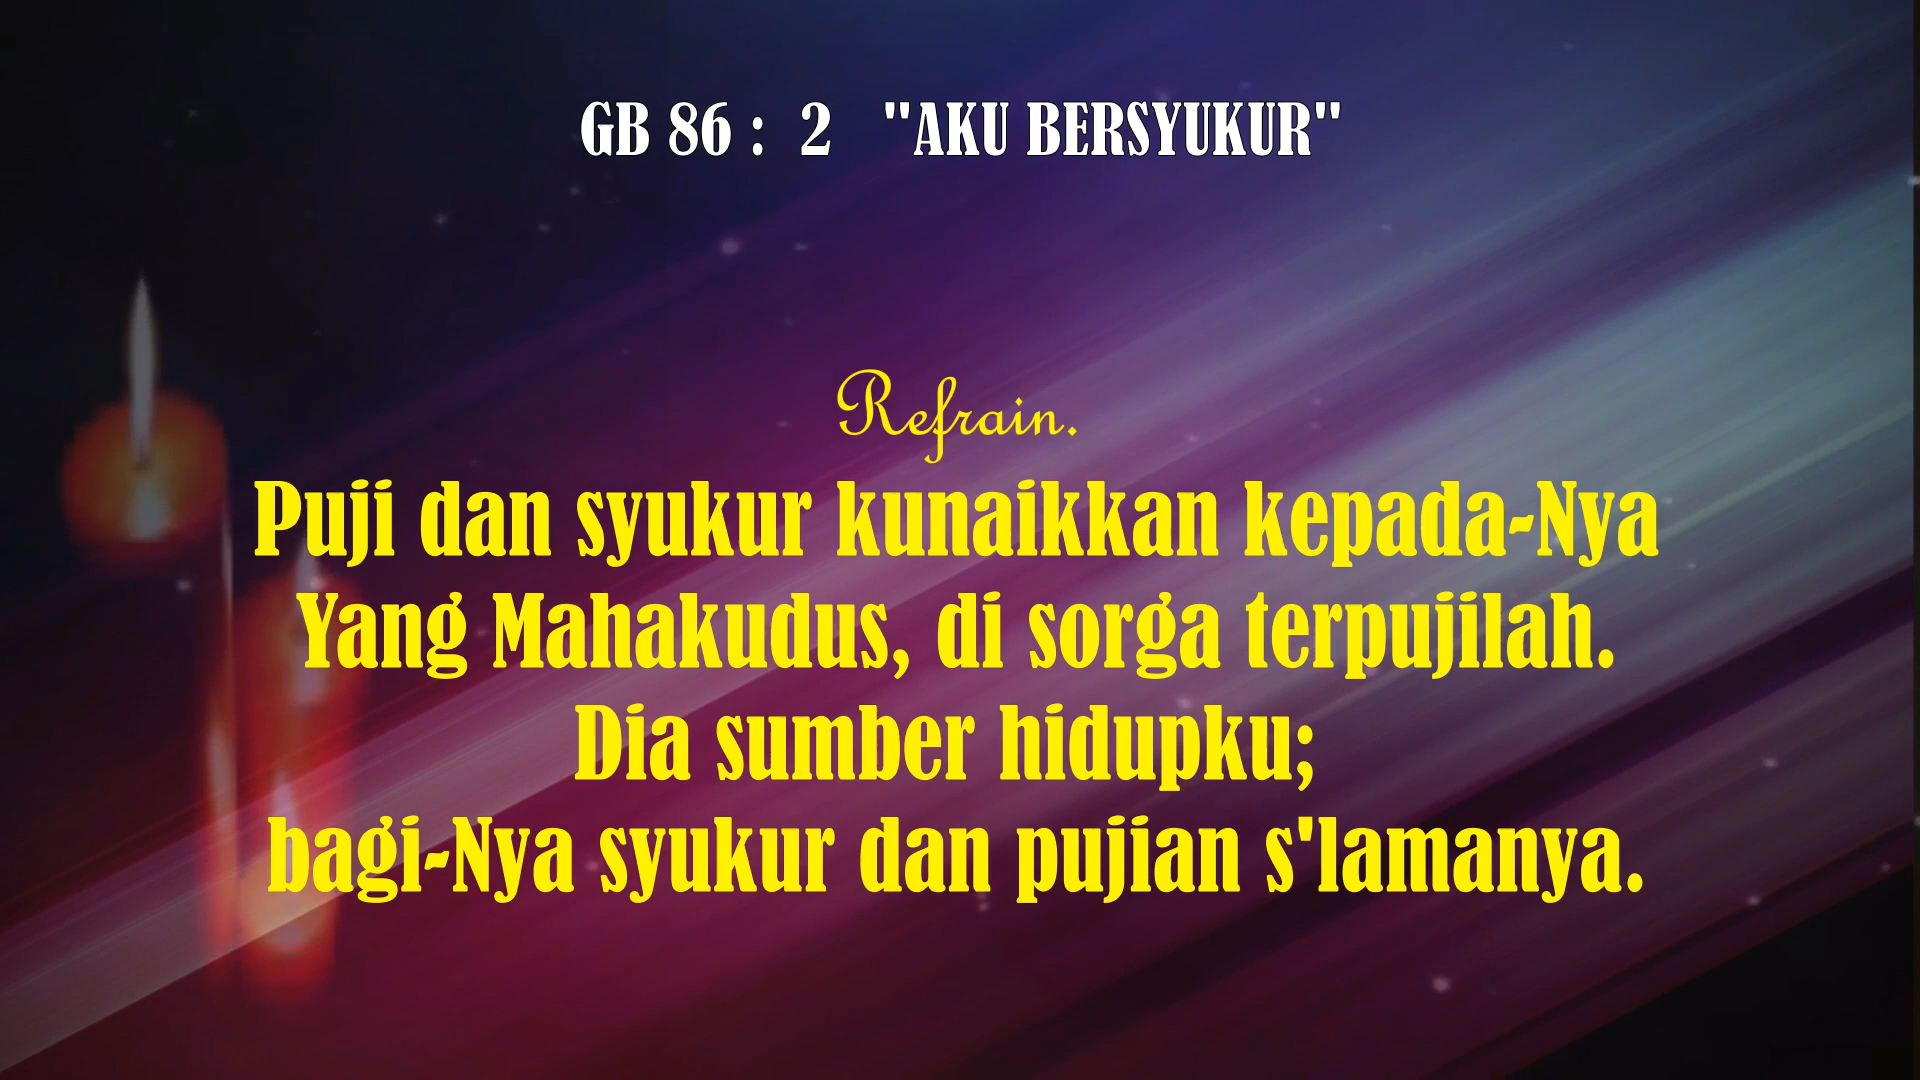 GB 86 : 2 "AKU BERSYUKUR"
Refrain.
Puji dan syukur kunaikkan kepada-Nya
Yang Mahakudus, di sorga terpujilah.
Dia sumber hidupku;
bagi-Nya syukur dan pujian s'lamanya.